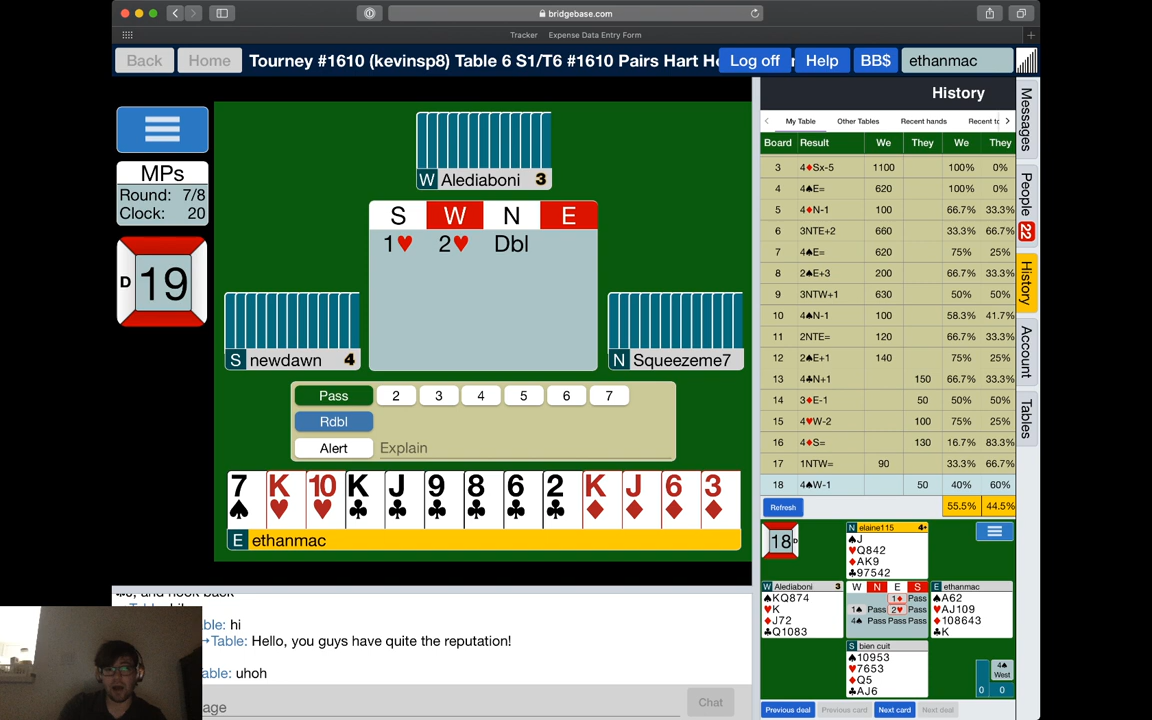 bridgebase.com
Tracker Expense Data Entry Form
Back Home Tourney #1610 (kevinsp8) Table 6 S1/T6 #1610 Pairs Hart Ho Log off Help BB$ ethanmac
History
My Table Other Tables Recent hands Recent to
Board Result We They We They
3 4♦Sx-5 1100 100% 0%
4 4♠E= 620 100% 0%
5 4♦N-1 100 66.7% 33.3%
6 3NTE+2 660 33.3% 66.7%
7 4♠E= 620 75% 25%
8 2♠E+3 200 66.7% 33.3%
9 3NTW+1 630 50% 50%
10 4♠N-1 100 58.3% 41.7%
11 2NTE= 120 66.7% 33.3%
12 2♠E+1 140 75% 25%
13 4♣N+1 150 66.7% 33.3%
14 3♦E-1 50 50% 50%
15 4♥W-2 100 75% 25%
16 4♦S= 130 16.7% 83.3%
17 1NTW= 90 33.3% 66.7%
18 4♠W-1 50 40% 60%
Refresh 55.5% 44.5%
Messages
People 22
History
Account
Tables
MPs
Round: 7/8
Clock: 20
D 19
W Alediaboni 3
S W N E
1♥ 2♥ Dbl
S newdawn 4
N Squeezeme7
Pass 2 3 4 5 6 7
Rdbl
Alert Explain
7♠ K♥ 10♥ K♣ J♣ 9♣ 8♣ 6♣ 2♣ K♦ J♦ 6♦ 3♦
E ethanmac
ble: hi
→Table: Hello, you guys have quite the reputation!
able: uhoh
age Chat
18 D
N elaine115 4+
♠J
♥Q842
♦AK9
♣97542
W Alediaboni 3
♠KQ874
♥K
♦J72
♣Q1083
W N E S
1♦ Pass
1♠ Pass 2♥ Pass
4♠ Pass Pass Pass
E ethanmac
♠A62
♥AJ109
♦108643
♣K
S bien cuit
♠10953
♥7653
♦Q5
♣AJ6
4♠
West
0 0
Previous deal Previous card Next card Next deal